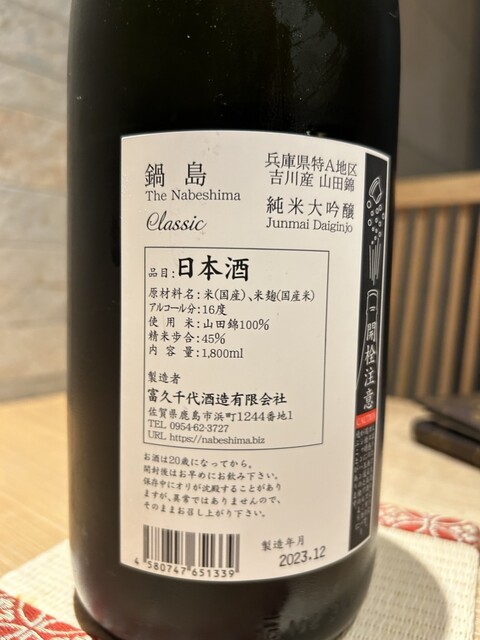 鍋島
The Nabeshima
Classic
兵庫県特A地区
吉川産 山田錦
純米大吟醸
Junmai Daiginjo
品目:日本酒
原材料名:米(国産)、米麹(国産米)
アルコール分:16度
使用米:山田錦100%
精米歩合:45%
内容量:1,800ml
製造者
富久千代酒造有限会社
佐賀県鹿島市浜町1244番地1
TEL 0954-62-3727
URL https://nabeshima.biz
お酒は20歳になってから。
開封後はお早めにお飲み下さい。
保存中にオリが沈殿することがあり
ますが、異常ではありませんので、
そのままお召し上がり下さい。
4 580747 651339
製造年月
2023.12
開栓注意
CAUTION